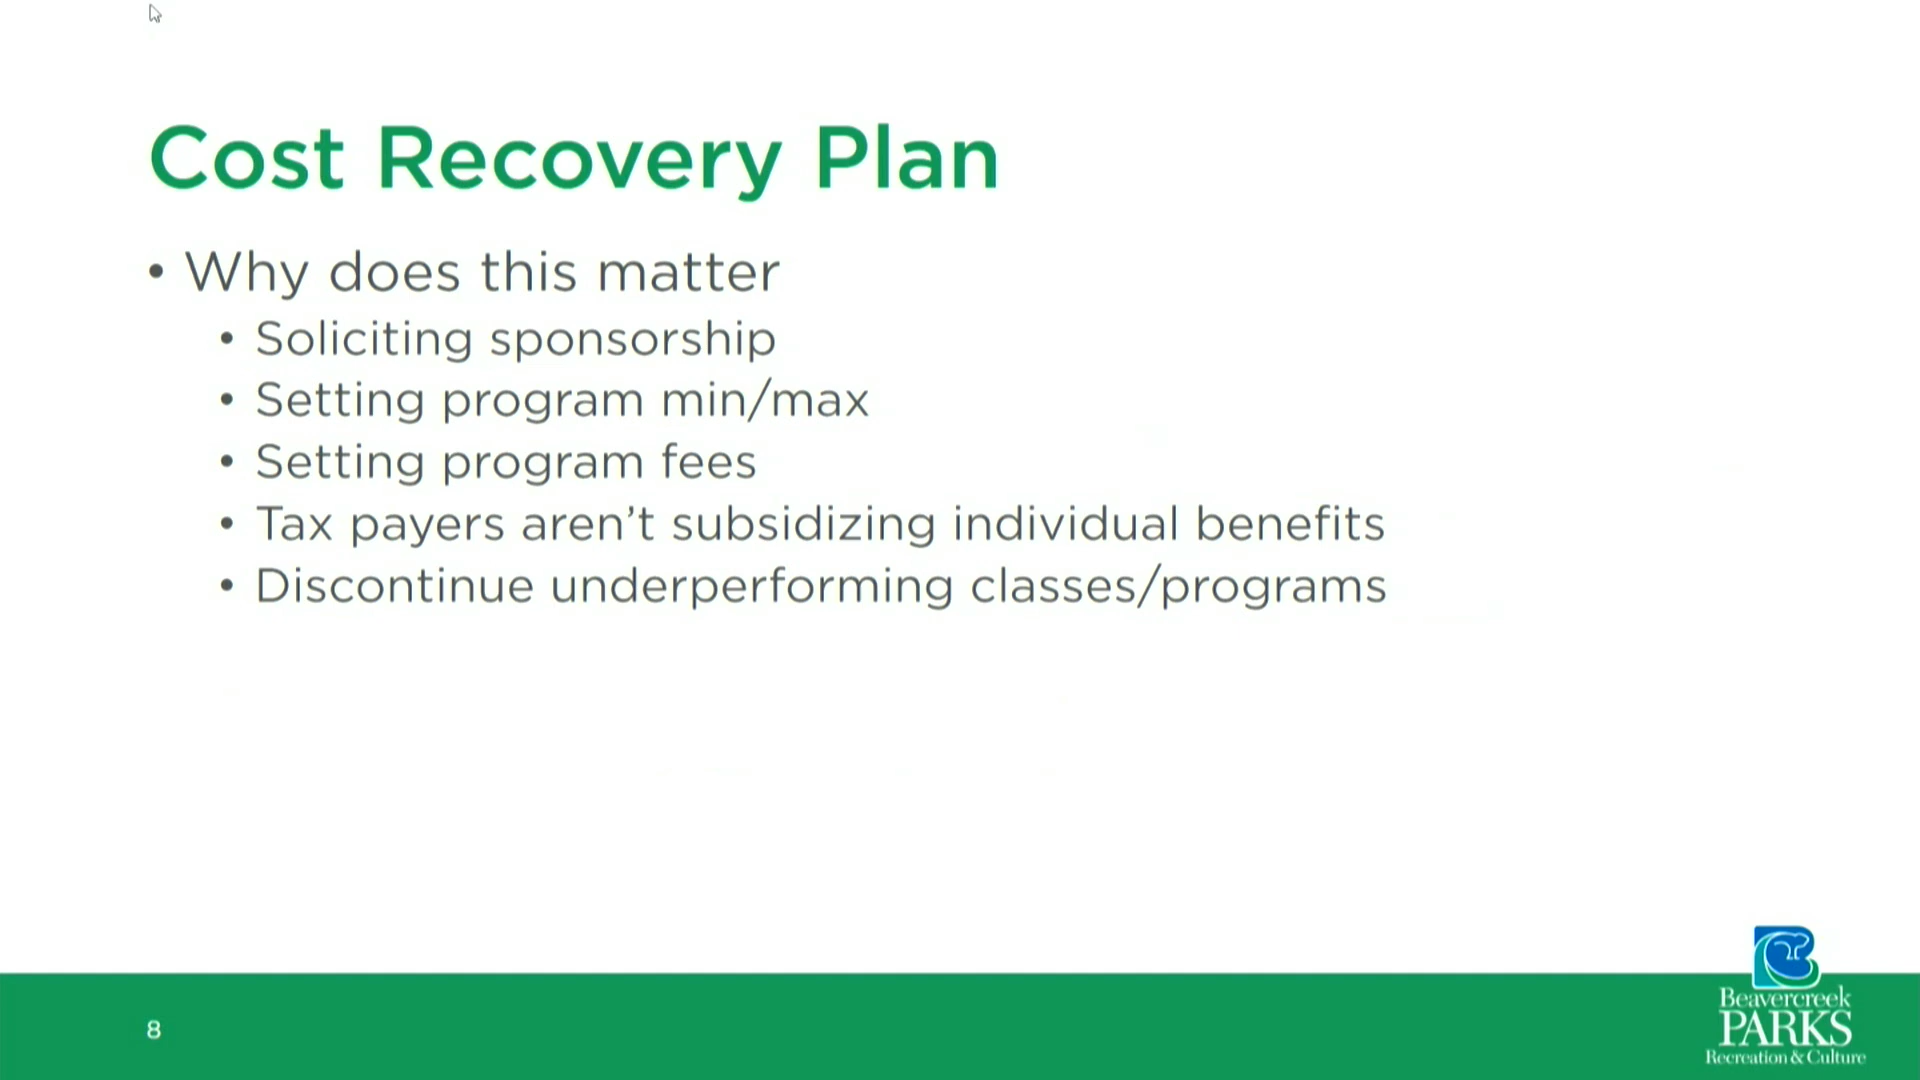 Cost Recovery Plan
• Why does this matter
• Soliciting sponsorship
• Setting program min/max
• Setting program fees
• Tax payers aren’t subsidizing individual benefits
• Discontinue underperforming classes/programs
8
Beavercreek
PARKS
Recreation & Culture